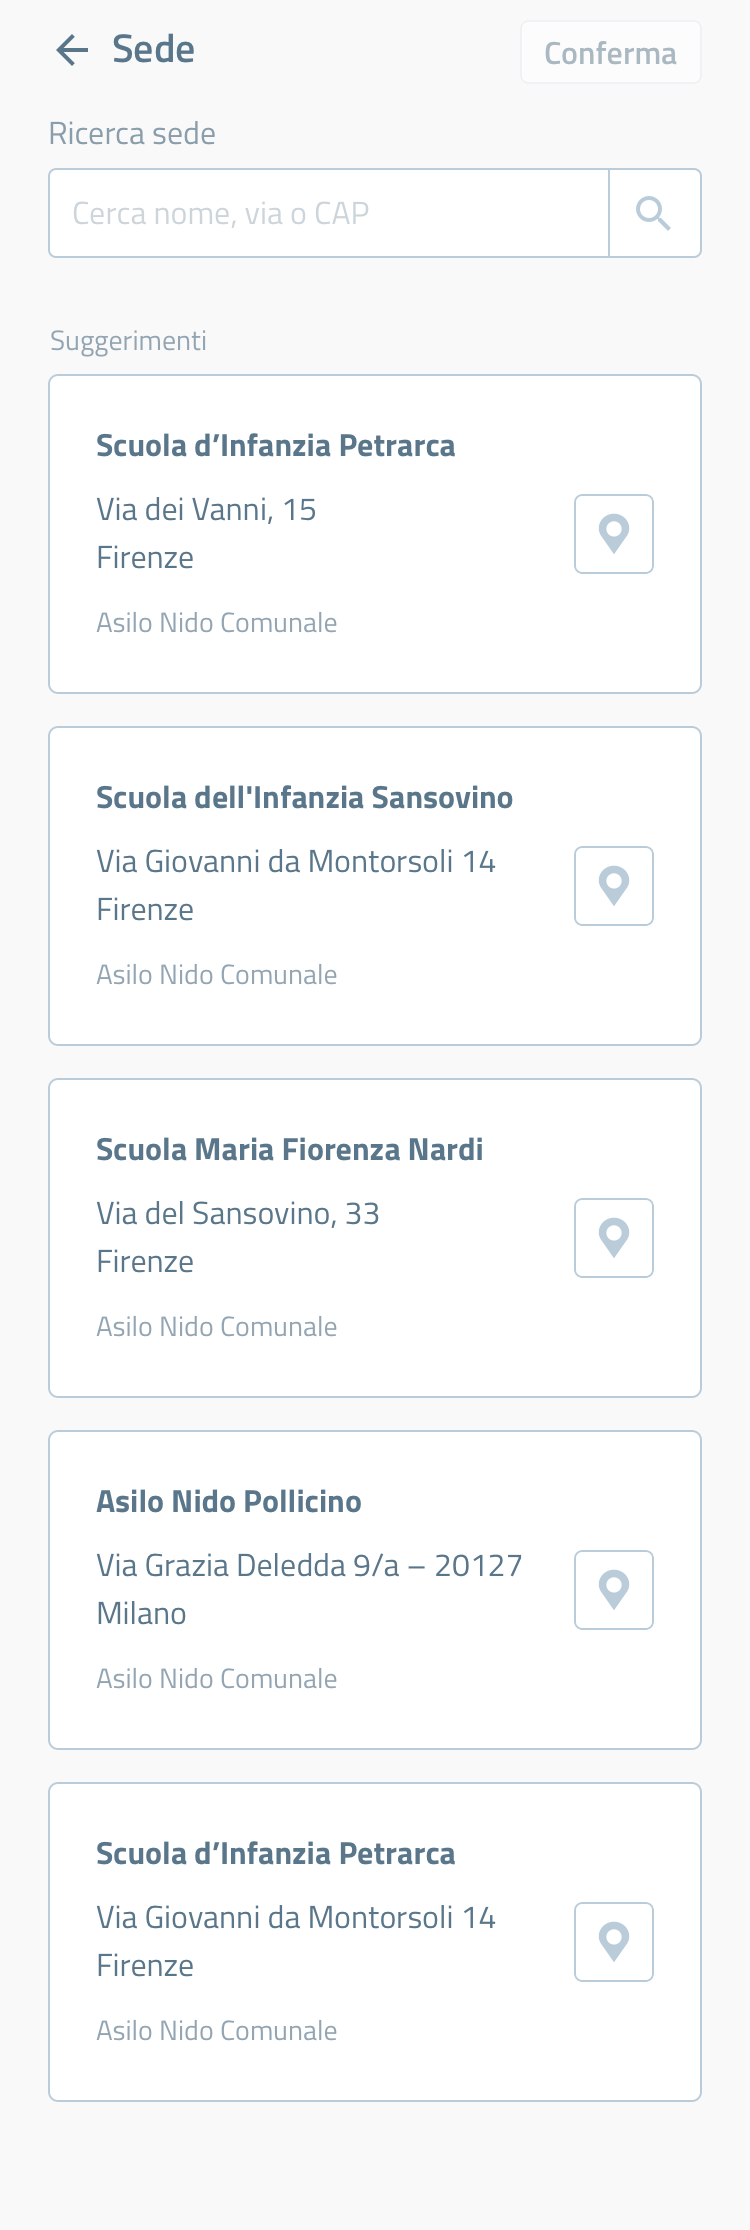 Sede
Conferma
Ricerca sede
Cerca nome, via o CAP
Suggerimenti
Scuola d’Infanzia Petrarca
Via dei Vanni, 15
Firenze
Asilo Nido Comunale
Scuola dell'Infanzia Sansovino
Via Giovanni da Montorsoli 14
Firenze
Asilo Nido Comunale
Scuola Maria Fiorenza Nardi
Via del Sansovino, 33
Firenze
Asilo Nido Comunale
Asilo Nido Pollicino
Via Grazia Deledda 9/a – 20127
Milano
Asilo Nido Comunale
Scuola d’Infanzia Petrarca
Via Giovanni da Montorsoli 14
Firenze
Asilo Nido Comunale